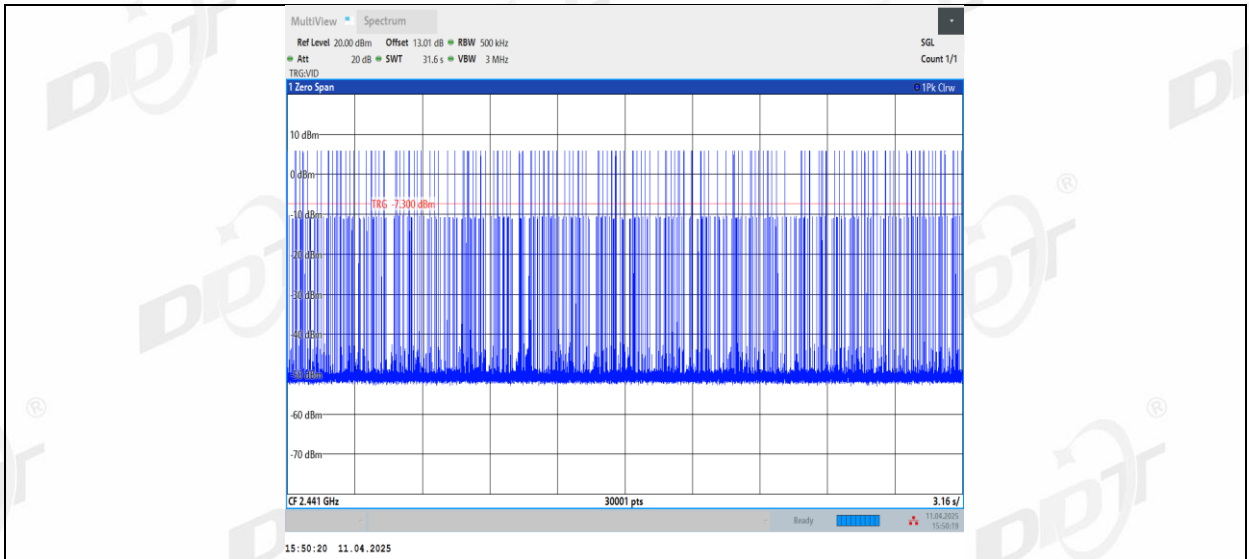 MultiView Spectrum
Ref Level 20.00 dBm Offset 13.01 dB RBW 500 kHz SGL
Att 20 dB SWT 31.6 s VBW 3 MHz Count 1/1
TRG:VID
1 Zero Span 1Pk Clrw
10 dBm
0 dBm
TRG -7.300 dBm
-10 dBm
-20 dBm
-30 dBm
-40 dBm
-50 dBm
-60 dBm
-70 dBm
CF 2.441 GHz 30001 pts 3.16 s/
Ready 11.04.2025
15:50:19
15:50:20 11.04.2025
DDT
®